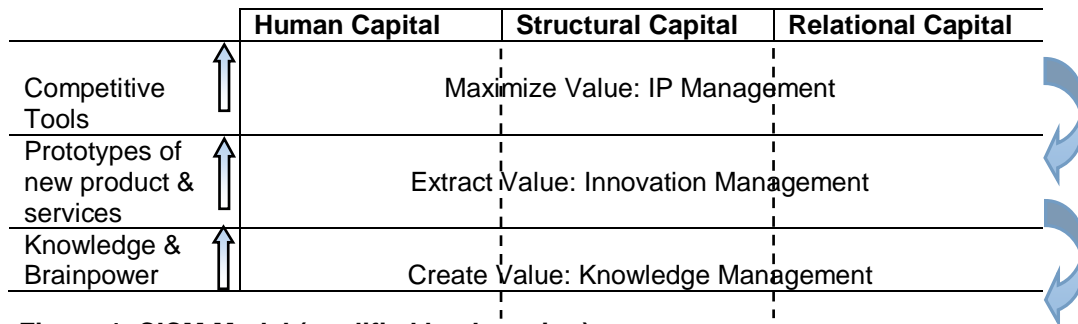 Human Capital Structural Capital Relational Capital
Competitive
Tools
Maximize Value: IP Management
Prototypes of
new product &
services
Extract Value: Innovation Management
Knowledge &
Brainpower
Create Value: Knowledge Management